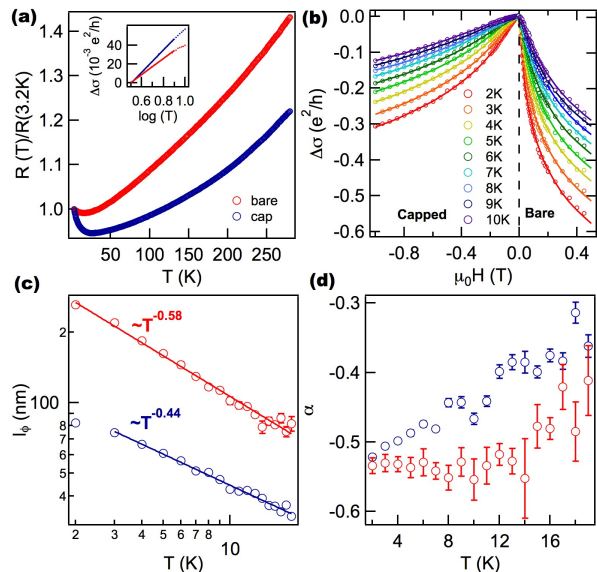 (a)
R (T)/R(3.2K)
1.4
1.3
1.2
1.1
1.0
50 100 150 200 250
T (K)
bare
cap
Δσ (10⁻³ e²/h)
40
20
0
0.6 0.8 1.0
log (T)
(b)
Δσ (e²/h)
0.0
-0.1
-0.2
-0.3
-0.4
-0.5
-0.6
-0.8 -0.4 0.0 0.4
μ₀H (T)
2K
3K
4K
5K
6K
7K
8K
9K
10K
Capped
Bare
(c)
l_ϕ (nm)
2
100
8
7
6
5
4
~T⁻⁰·⁵⁸
~T⁻⁰·⁴⁴
2 3 4 5 6 7 8 10
T (K)
(d)
α
-0.3
-0.4
-0.5
-0.6
4 8 12 16
T (K)